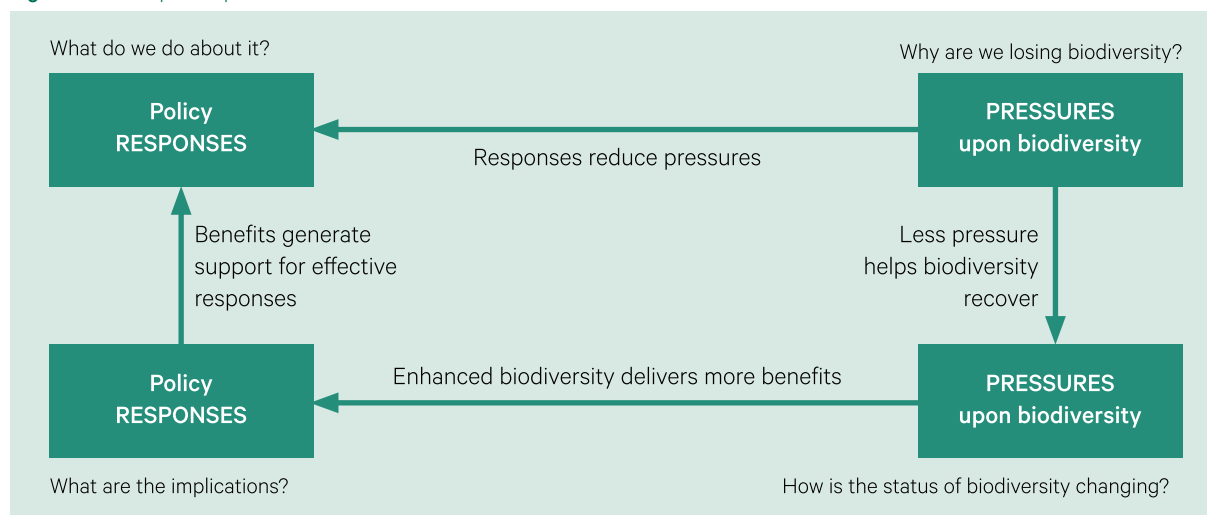 What do we do about it?
Why are we losing biodiversity?
Policy
RESPONSES
PRESSURES
upon biodiversity
Responses reduce pressures
Benefits generate
support for effective
responses
Less pressure
helps biodiversity
recover
Policy
RESPONSES
Enhanced biodiversity delivers more benefits
PRESSURES
upon biodiversity
What are the implications?
How is the status of biodiversity changing?